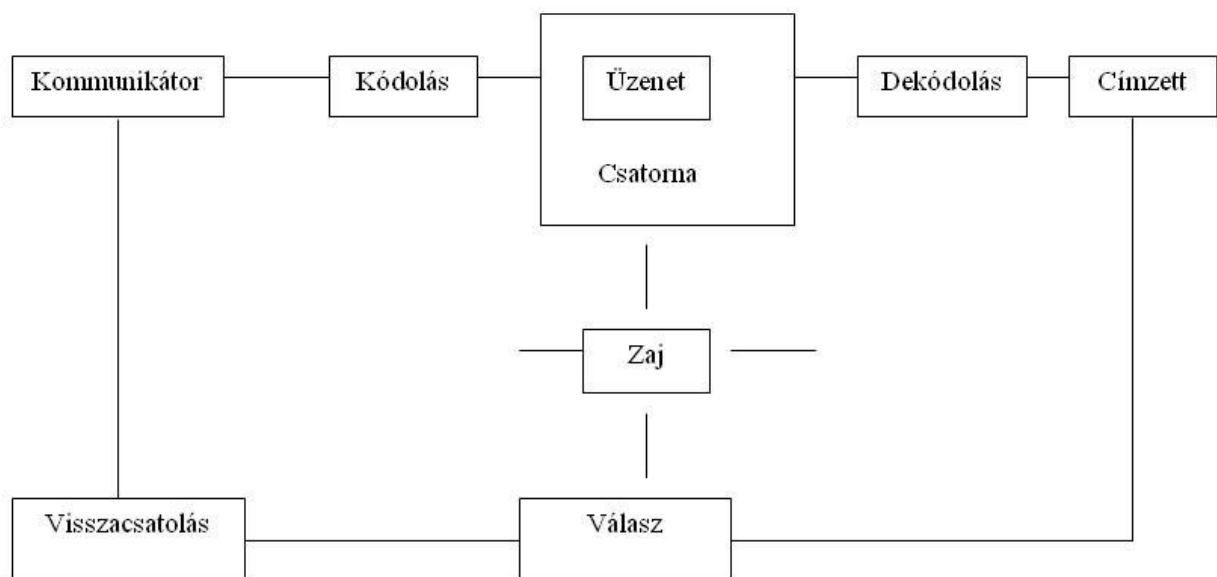 Kommunikátor
Kódolás
Üzenet
Dekódolás
Címzett
Csatorna
Zaj
Visszacsatolás
Válasz